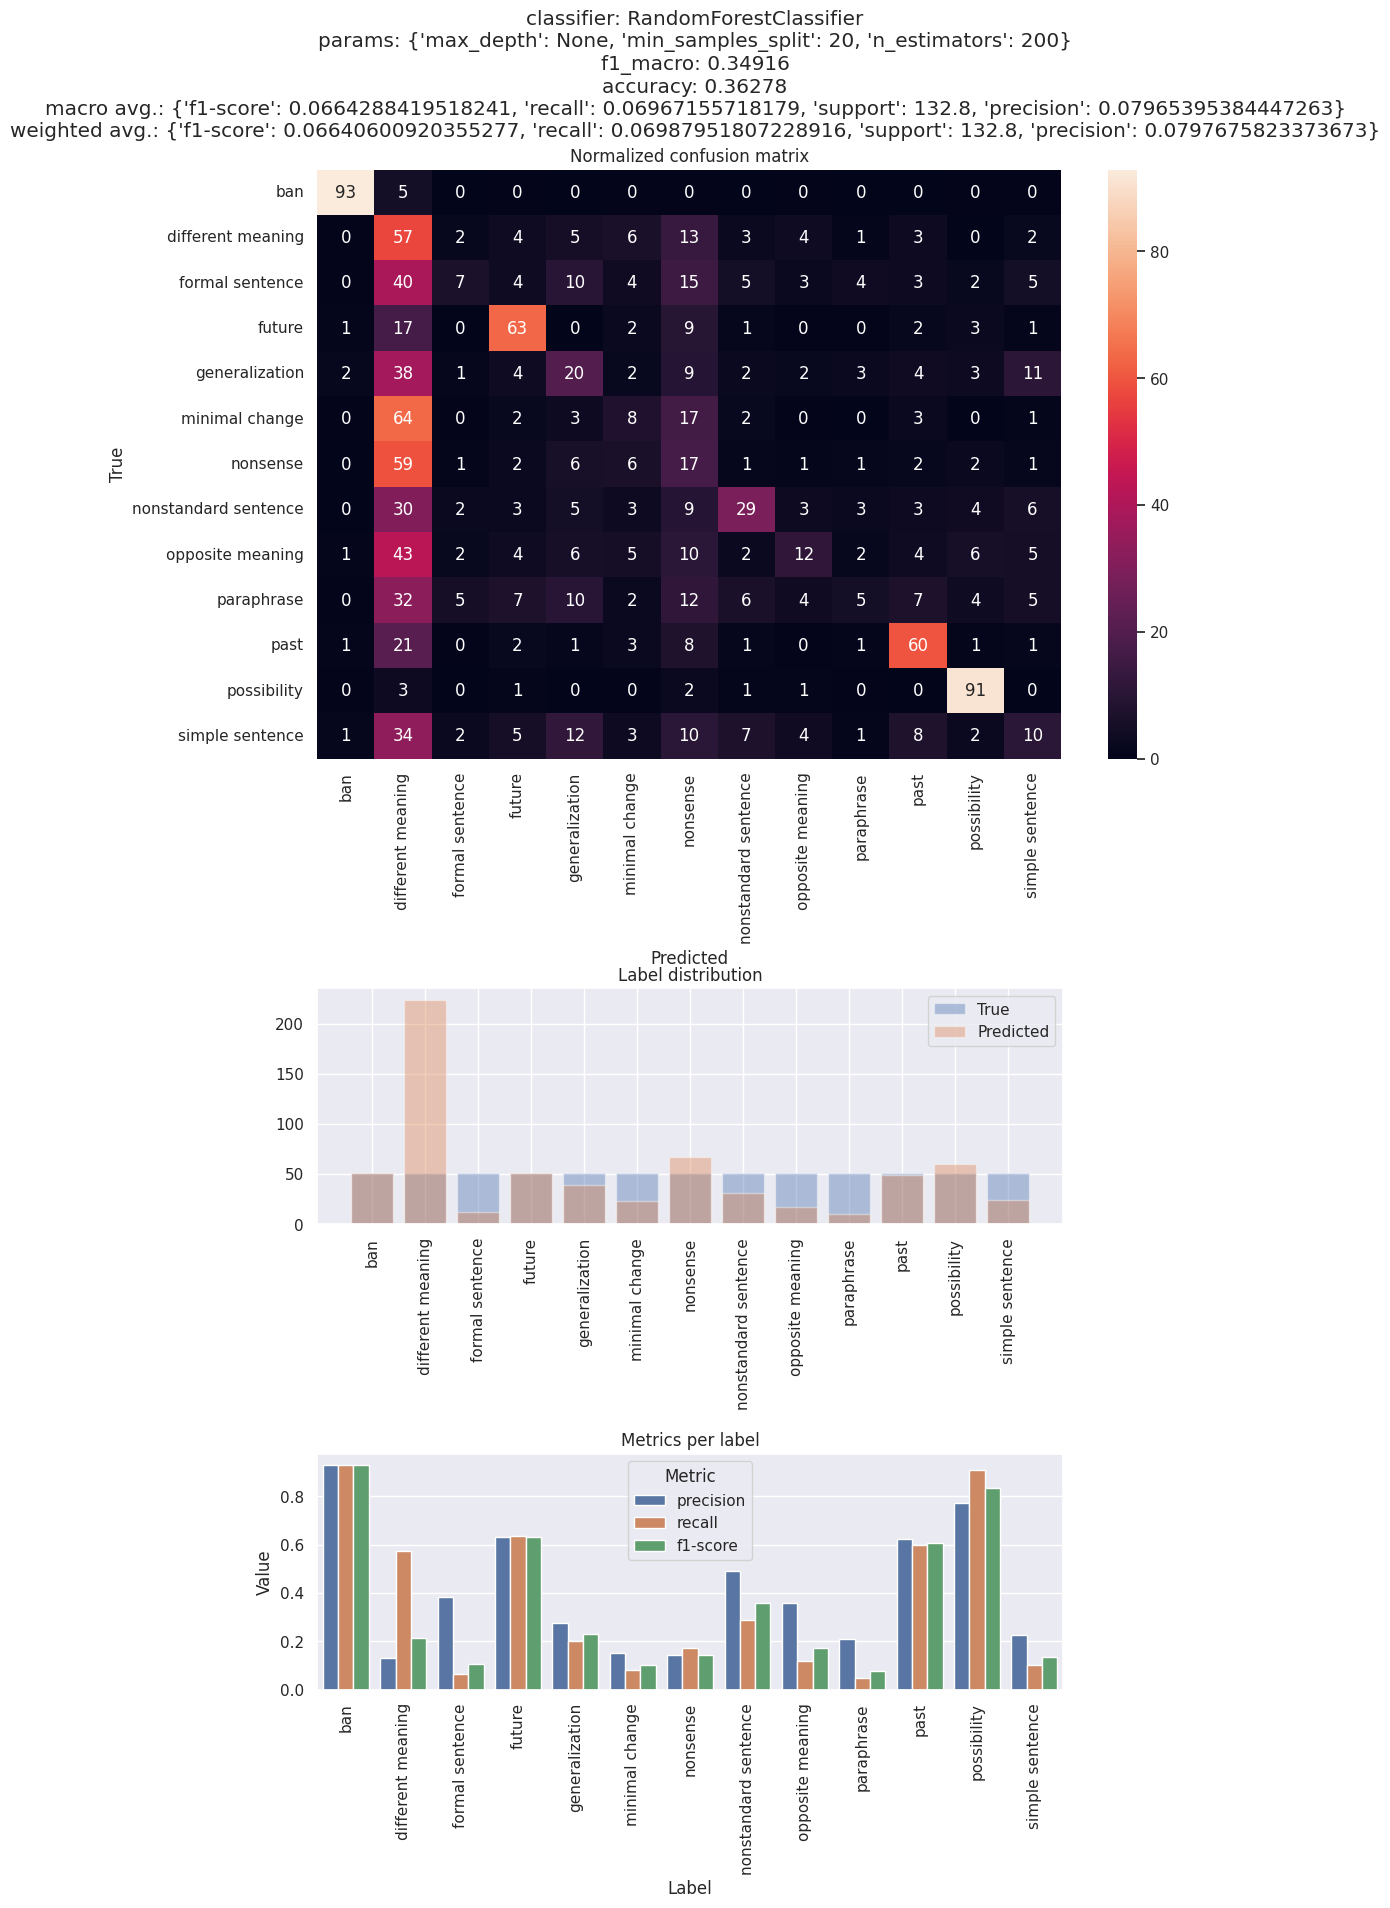 classifier: RandomForestClassifier
params: {'max_depth': None, 'min_samples_split': 20, 'n_estimators': 200}
f1_macro: 0.34916
accuracy: 0.36278
macro avg.: {'f1-score': 0.0664288419518241, 'recall': 0.06967155718179, 'support': 132.8, 'precision': 0.07965395384447263}
weighted avg.: {'f1-score': 0.06640600920355277, 'recall': 0.06987951807228916, 'support': 132.8, 'precision': 0.0797675823373673}
Normalized confusion matrix
True
ban 93 5 0 0 0 0 0 0 0 0 0 0 0
different meaning 0 57 2 4 5 6 13 3 4 1 3 0 2
formal sentence 0 40 7 4 10 4 15 5 3 4 3 2 5
future 1 17 0 63 0 2 9 1 0 0 2 3 1
generalization 2 38 1 4 20 2 9 2 2 3 4 3 11
minimal change 0 64 0 2 3 8 17 2 0 0 3 0 1
nonsense 0 59 1 2 6 6 17 1 1 1 2 2 1
nonstandard sentence 0 30 2 3 5 3 9 29 3 3 3 4 6
opposite meaning 1 43 2 4 6 5 10 2 12 2 4 6 5
paraphrase 0 32 5 7 10 2 12 6 4 5 7 4 5
past 1 21 0 2 1 3 8 1 0 1 60 1 1
possibility 0 3 0 1 0 0 2 1 1 0 0 91 0
simple sentence 1 34 2 5 12 3 10 7 4 1 8 2 10
ban
different meaning
formal sentence
future
generalization
minimal change
nonsense
nonstandard sentence
opposite meaning
paraphrase
past
possibility
simple sentence
Predicted
80
60
40
20
0
Label distribution
True
Predicted
200
150
100
50
0
ban
different meaning
formal sentence
future
generalization
minimal change
nonsense
nonstandard sentence
opposite meaning
paraphrase
past
possibility
simple sentence
Metrics per label
Metric
precision
recall
f1-score
Value
0.8
0.6
0.4
0.2
0.0
ban
different meaning
formal sentence
future
generalization
minimal change
nonsense
nonstandard sentence
opposite meaning
paraphrase
past
possibility
simple sentence
Label